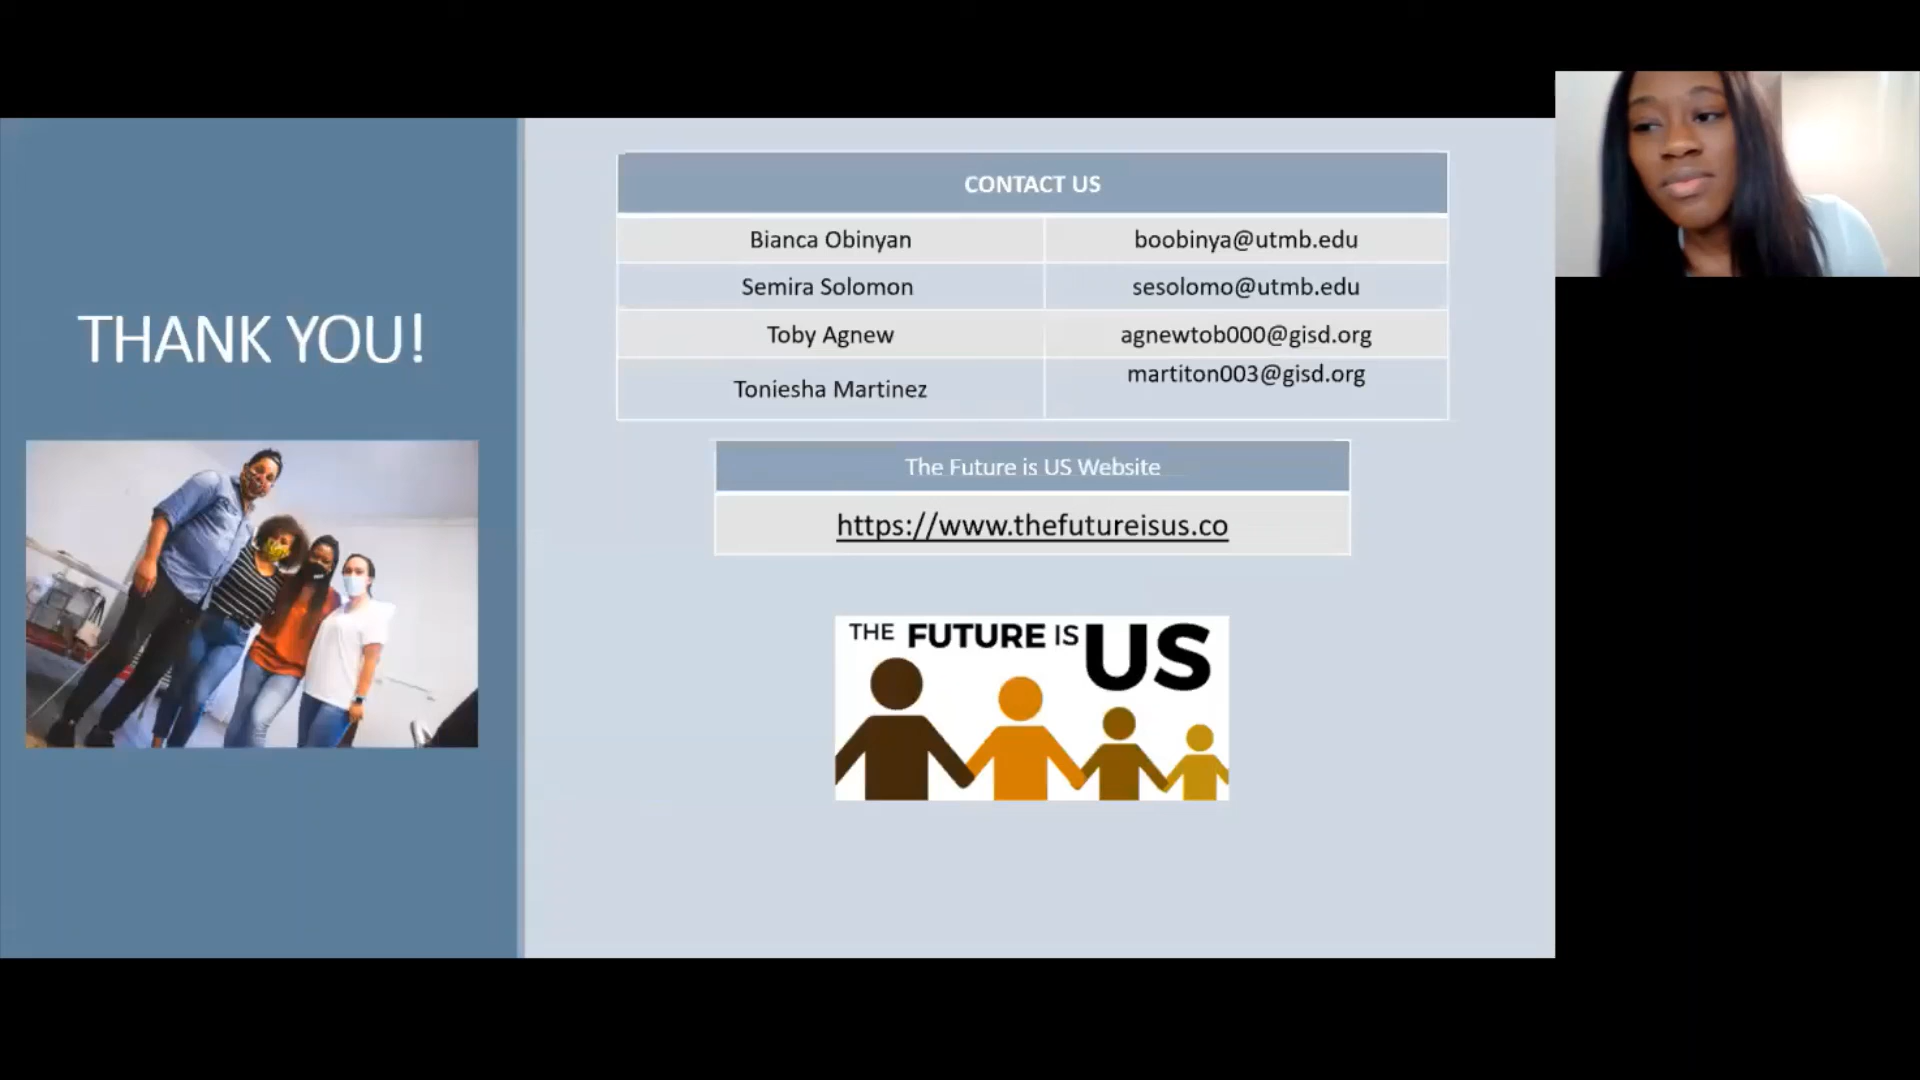 THANK YOU!
CONTACT US
Bianca Obinyan boobinya@utmb.edu
Semira Solomon sesolomo@utmb.edu
Toby Agnew agnewtob000@gisd.org
Toniesha Martinez martiton003@gisd.org
The Future is US Website
https://www.thefutureisus.co
THE FUTURE IS US